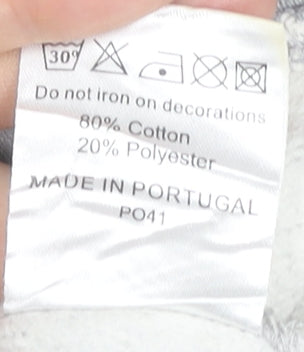 30°
Do not iron on decorations
80% Cotton
20% Polyester
MADE IN PORTUGAL
PO41